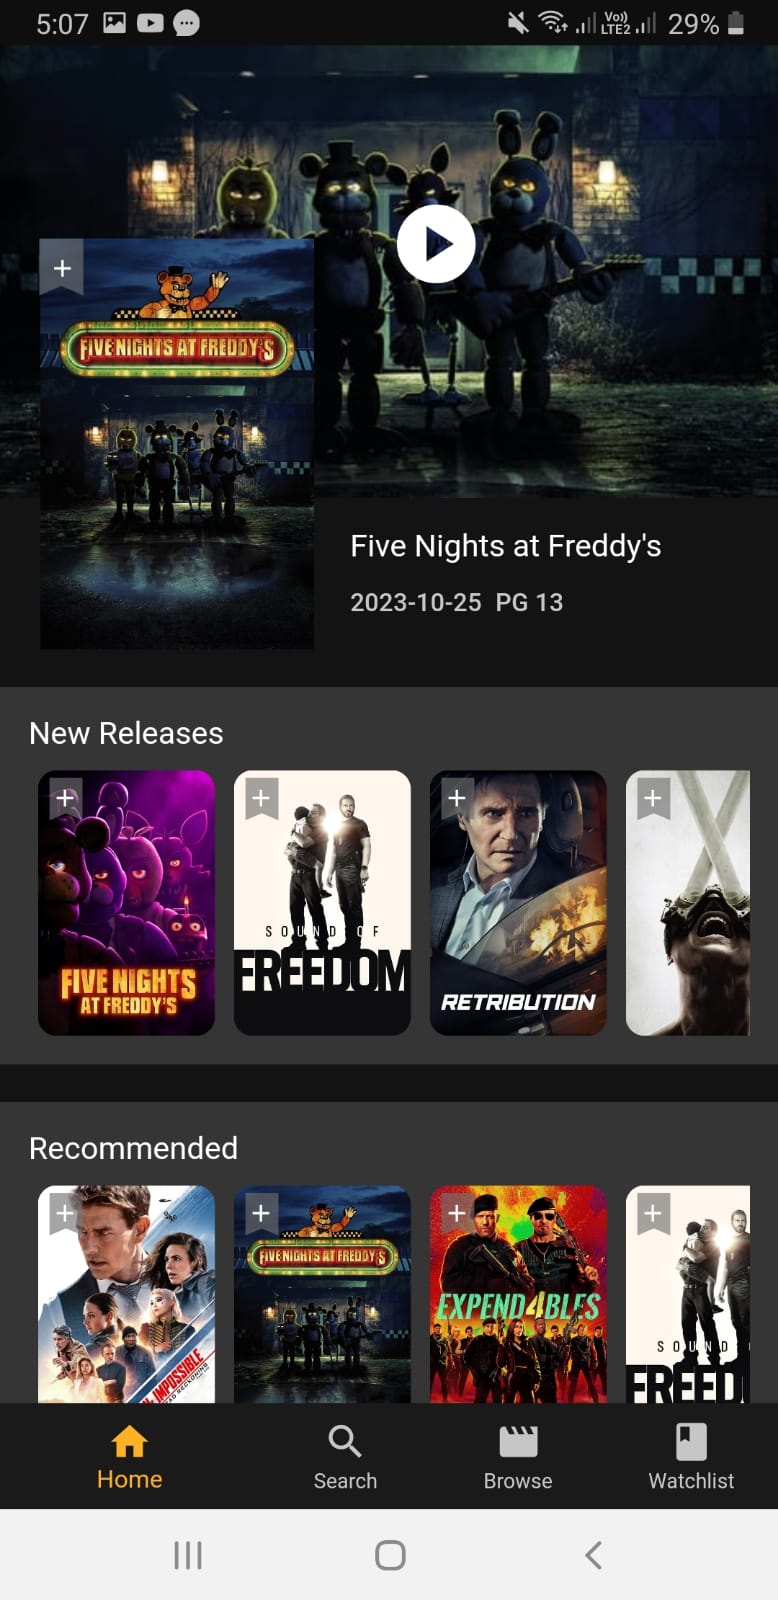 5:07
Vo))
LTE2
29%
FIVE NIGHTS AT FREDDY'S
Five Nights at Freddy's
2023-10-25 PG 13
New Releases
FIVE NIGHTS
AT FREDDY'S
SOUND OF
FREEDOM
RETRIBUTION
Recommended
IMPOSSIBLE
AD RECKONING
FIVE NIGHTS AT FREDDY'S
EXPEND4BLES
SOUND
FREED
Home
Search
Browse
Watchlist